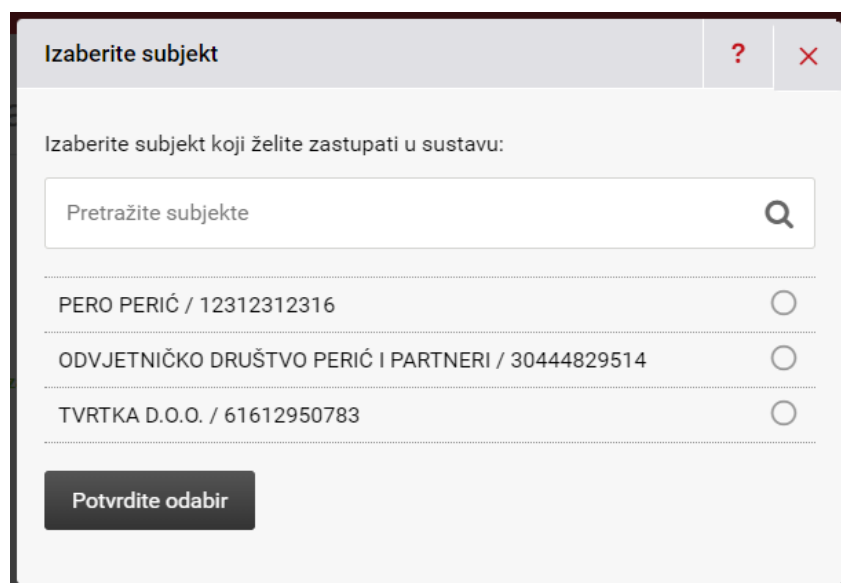 Izaberite subjekt
?
Izaberite subjekt koji želite zastupati u sustavu:
Pretražite subjekte
PERO PERIĆ / 12312312316
ODVJETNIČKO DRUŠTVO PERIĆ I PARTNERI / 30444829514
TVRTKA D.O.O. / 61612950783
Potvrdite odabir